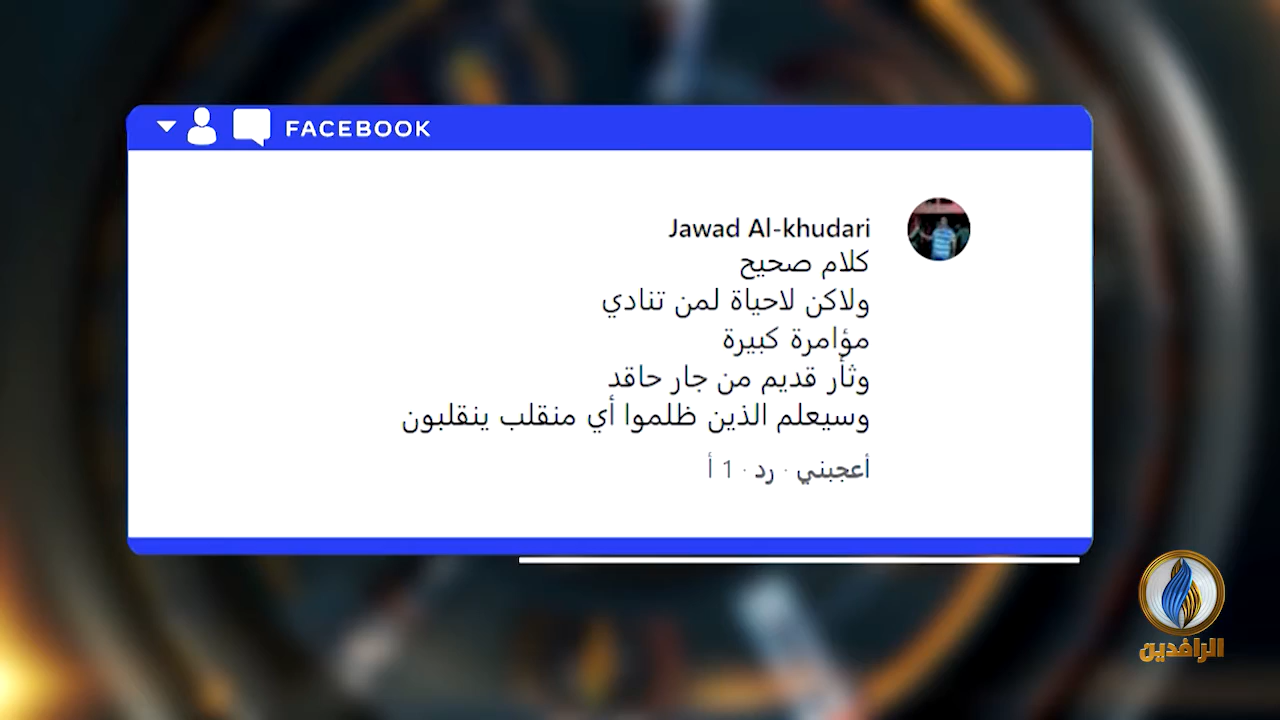 FACEBOOK
Jawad Al-khudari
كلام صحيح
ولاكن لاحياة لمن تنادي
مؤامرة كبيرة
وثأر قديم من جار حاقد
وسيعلم الذين ظلموا أي منقلب ينقلبون
أعجبني · رد · 1 أ
الرافدين